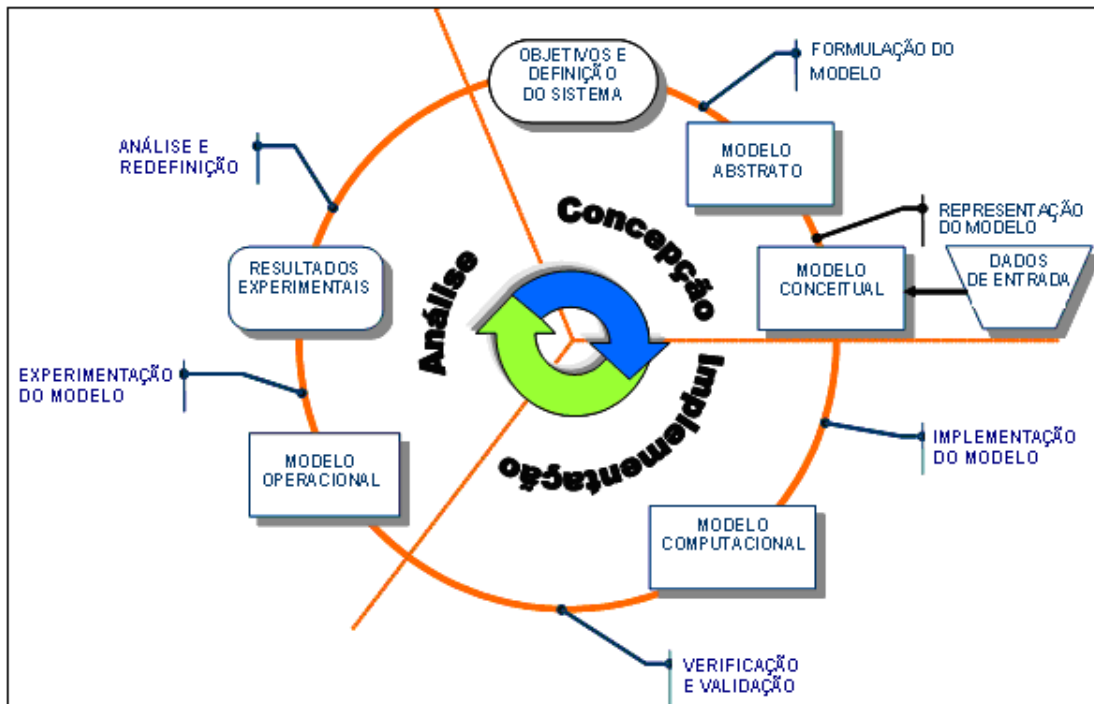 OBJETIVOS E
DEFINIÇÃO
DO SISTEMA
FORMULAÇÃO DO
MODELO
MODELO
ABSTRATO
REPRESENTAÇÃO
DO MODELO
MODELO
CONCEITUAL
DADOS
DE ENTRADA
IMPLEMENTAÇÃO
DO MODELO
MODELO
COMPUTACIONAL
VERIFICAÇÃO
E VALIDAÇÃO
MODELO
OPERACIONAL
EXPERIMENTAÇÃO
DO MODELO
RESULTADOS
EXPERIMENTAIS
ANÁLISE E
REDEFINIÇÃO
Concepção
Implementação
Análise